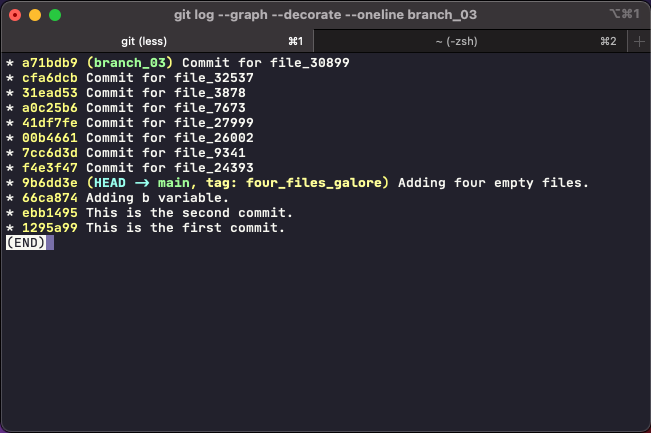 git log --graph --decorate --oneline branch_03 ⌥⌘1
git (less) ⌘1 ~ (-zsh) ⌘2 +
* a71bdb9 (branch_03) Commit for file_30899
* cfa6dcb Commit for file_32537
* 31ead53 Commit for file_3878
* a0c25b6 Commit for file_7673
* 41df7fe Commit for file_27999
* 00b4661 Commit for file_26002
* 7cc6d3d Commit for file_9341
* f4e3f47 Commit for file_24393
* 9b6dd3e (HEAD -> main, tag: four_files_galore) Adding four empty files.
* 66ca874 Adding b variable.
* ebb1495 This is the second commit.
* 1295a99 This is the first commit.
(END)